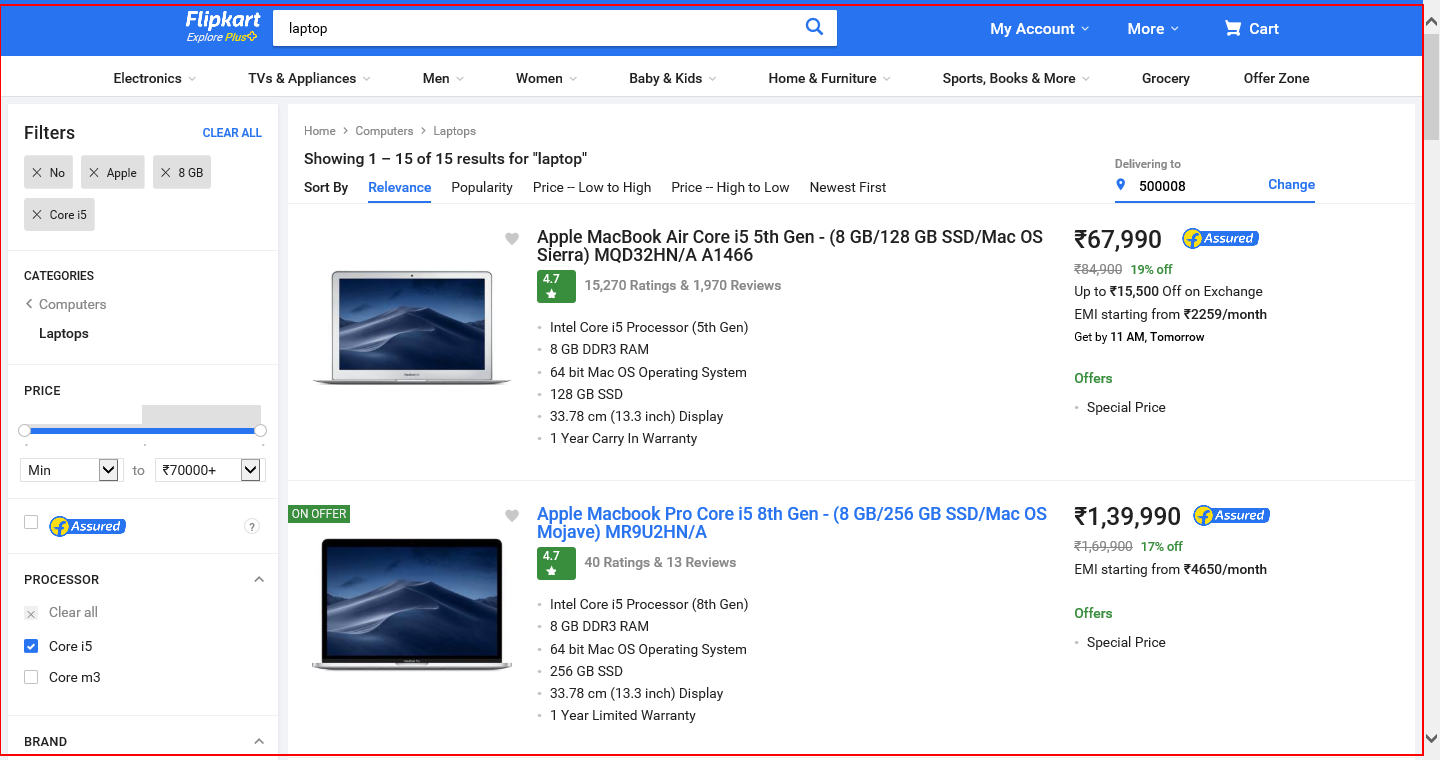 Flipkart
Explore Plus
laptop
My Account
More
Cart
Electronics
TVs & Appliances
Men
Women
Baby & Kids
Home & Furniture
Sports, Books & More
Grocery
Offer Zone
Filters
CLEAR ALL
No
Apple
8 GB
Core i5
CATEGORIES
Computers
Laptops
PRICE
Min
to
₹70000+
Assured
?
PROCESSOR
Clear all
Core i5
Core m3
BRAND
Home
Computers
Laptops
Showing 1 – 15 of 15 results for "laptop"
Sort By
Relevance
Popularity
Price -- Low to High
Price -- High to Low
Newest First
Delivering to
500008
Change
Apple MacBook Air Core i5 5th Gen - (8 GB/128 GB SSD/Mac OS
Sierra) MQD32HN/A A1466
4.7
15,270 Ratings & 1,970 Reviews
Intel Core i5 Processor (5th Gen)
8 GB DDR3 RAM
64 bit Mac OS Operating System
128 GB SSD
33.78 cm (13.3 inch) Display
1 Year Carry In Warranty
₹67,990
Assured
₹84,900 19% off
Up to ₹15,500 Off on Exchange
EMI starting from ₹2259/month
Get by 11 AM, Tomorrow
Offers
Special Price
ON OFFER
Apple Macbook Pro Core i5 8th Gen - (8 GB/256 GB SSD/Mac OS
Mojave) MR9U2HN/A
4.7
40 Ratings & 13 Reviews
Intel Core i5 Processor (8th Gen)
8 GB DDR3 RAM
64 bit Mac OS Operating System
256 GB SSD
33.78 cm (13.3 inch) Display
1 Year Limited Warranty
₹1,39,990
Assured
₹1,69,900 17% off
EMI starting from ₹4650/month
Offers
Special Price